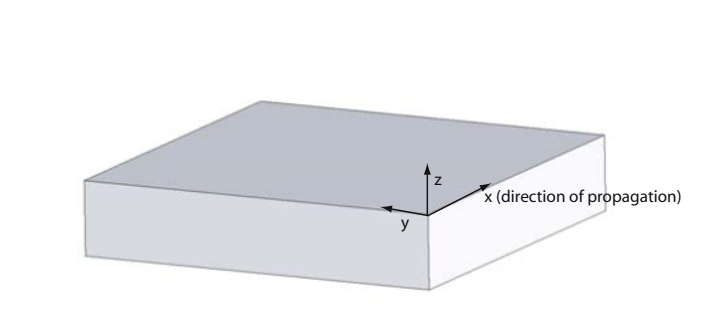 z
x (direction of propagation)
y